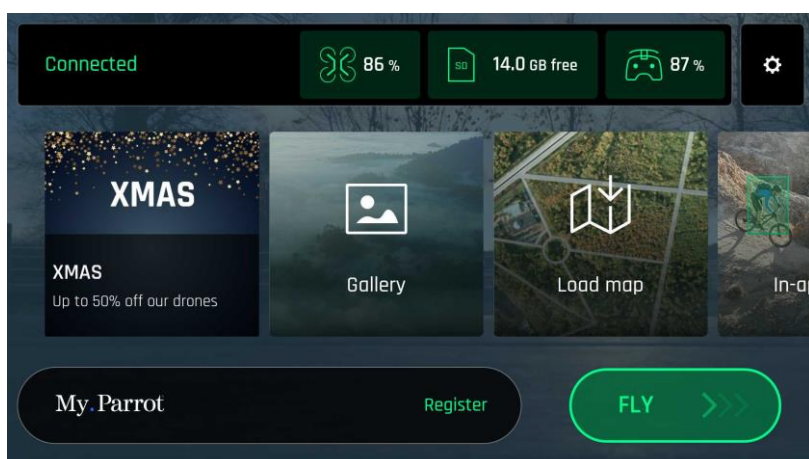 Connected
86 %
SD
14.0 GB free
87 %
XMAS
XMAS
Up to 50% off our drones
Gallery
Load map
In-a
My.Parrot
Register
FLY